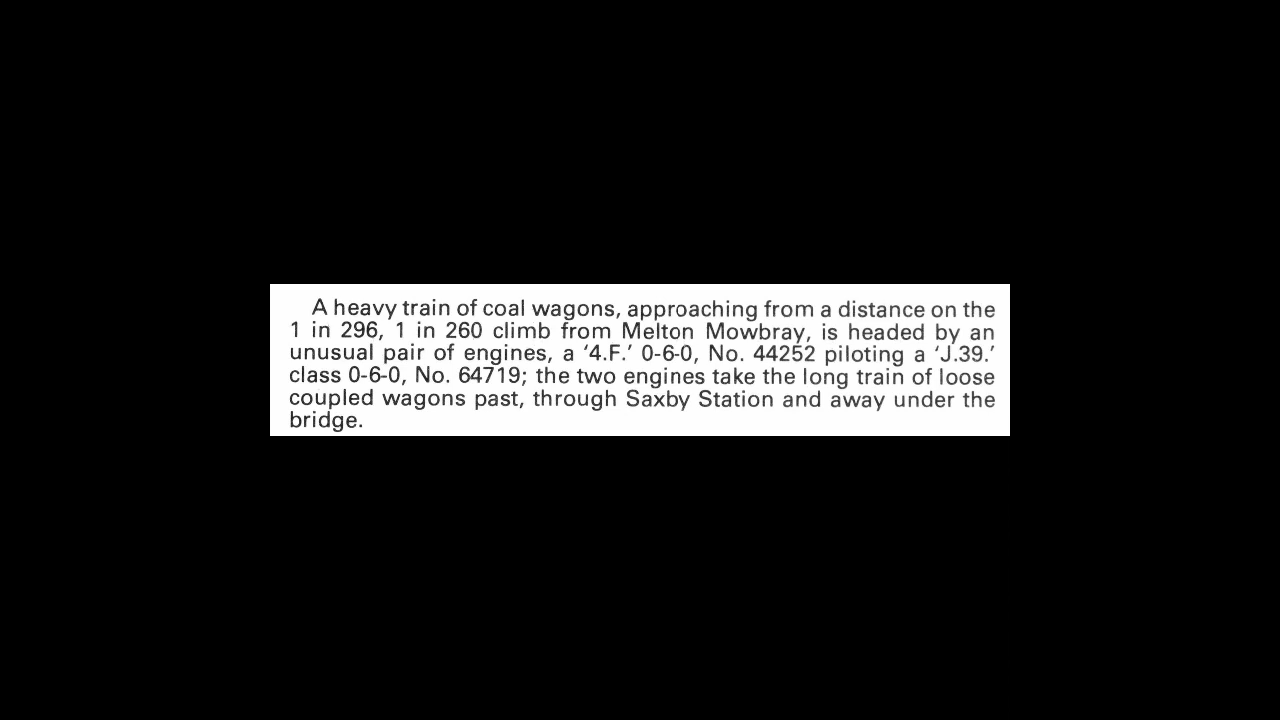 A heavy train of coal wagons, approaching from a distance on the
1 in 296, 1 in 260 climb from Melton Mowbray, is headed by an
unusual pair of engines, a '4.F.' 0-6-0, No. 44252 piloting a 'J.39.'
class 0-6-0, No. 64719; the two engines take the long train of loose
coupled wagons past, through Saxby Station and away under the
bridge.